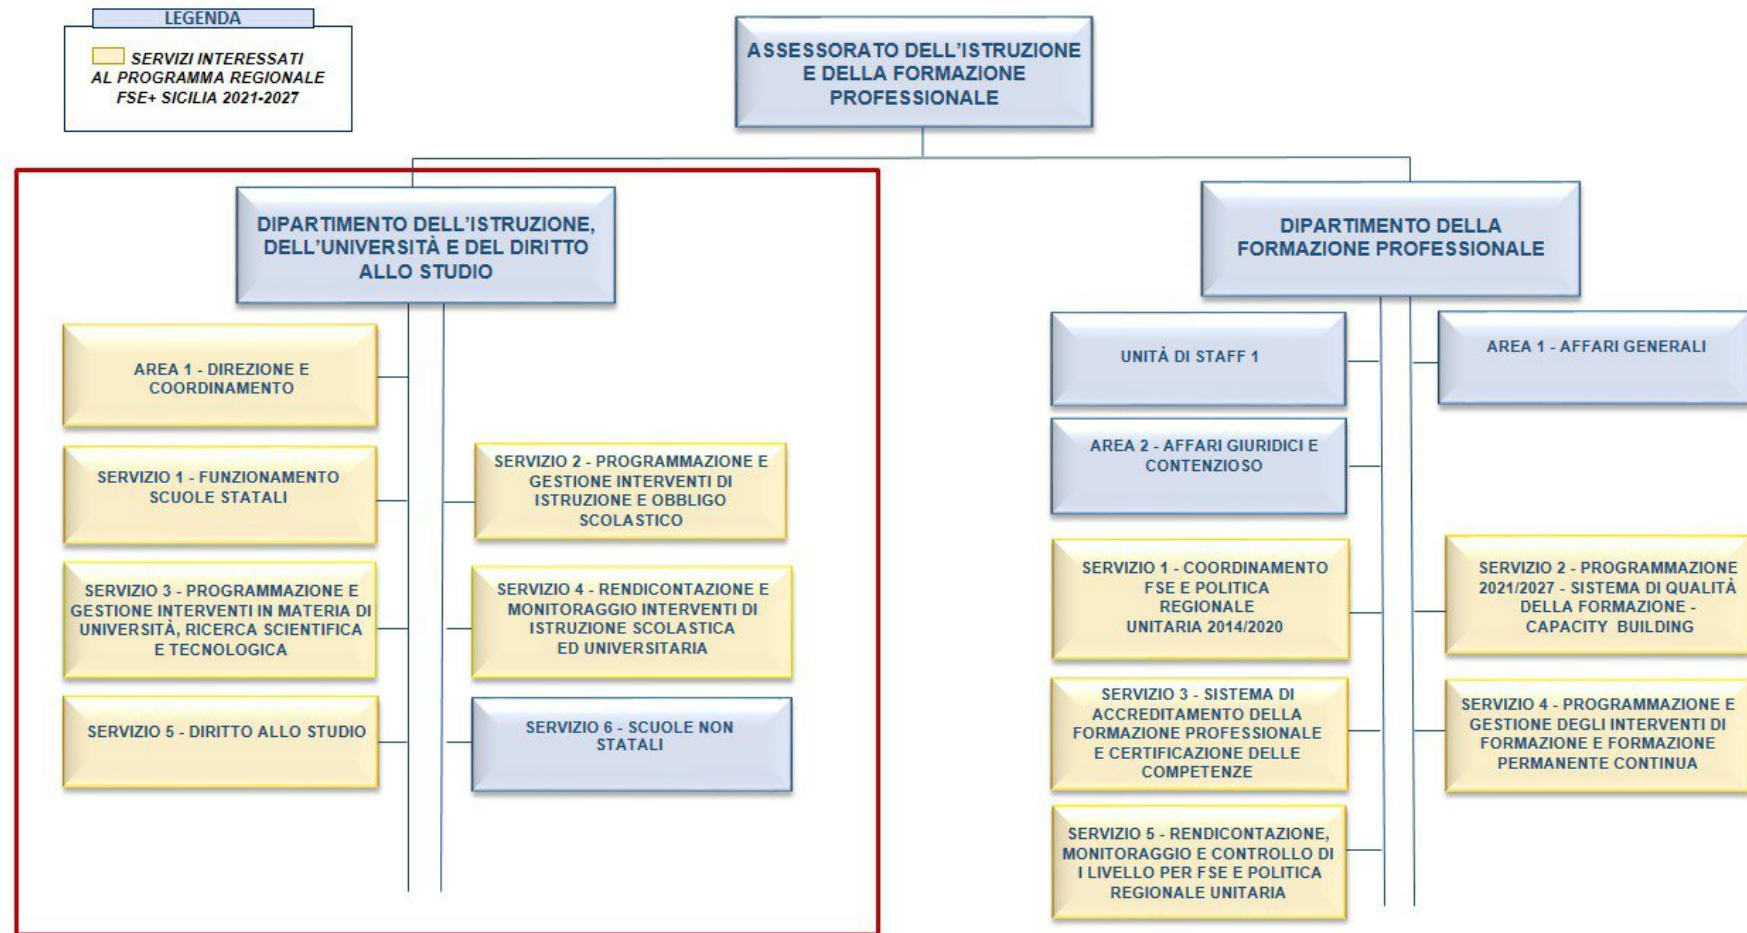 LEGENDA
SERVIZI INTERESSATI
AL PROGRAMMA REGIONALE
FSE+ SICILIA 2021-2027
ASSESSORATO DELL'ISTRUZIONE
E DELLA FORMAZIONE
PROFESSIONALE
DIPARTIMENTO DELL'ISTRUZIONE,
DELL'UNIVERSITÀ E DEL DIRITTO
ALLO STUDIO
AREA 1 - DIREZIONE E
COORDINAMENTO
SERVIZIO 1 - FUNZIONAMENTO
SCUOLE STATALI
SERVIZIO 2 - PROGRAMMAZIONE E
GESTIONE INTERVENTI DI
ISTRUZIONE E OBBLIGO
SCOLASTICO
SERVIZIO 3 - PROGRAMMAZIONE E
GESTIONE INTERVENTI IN MATERIA DI
UNIVERSITÀ, RICERCA SCIENTIFICA
E TECNOLOGICA
SERVIZIO 4 - RENDICONTAZIONE E
MONITORAGGIO INTERVENTI DI
ISTRUZIONE SCOLASTICA
ED UNIVERSITARIA
SERVIZIO 5 - DIRITTO ALLO STUDIO
SERVIZIO 6 - SCUOLE NON
STATALI
DIPARTIMENTO DELLA
FORMAZIONE PROFESSIONALE
UNITÀ DI STAFF 1
AREA 1 - AFFARI GENERALI
AREA 2 - AFFARI GIURIDICI E
CONTENZIOSO
SERVIZIO 1 - COORDINAMENTO
FSE E POLITICA
REGIONALE
UNITARIA 2014/2020
SERVIZIO 2 - PROGRAMMAZIONE
2021/2027 - SISTEMA DI QUALITÀ
DELLA FORMAZIONE -
CAPACITY BUILDING
SERVIZIO 3 - SISTEMA DI
ACCREDITAMENTO DELLA
FORMAZIONE PROFESSIONALE
E CERTIFICAZIONE DELLE
COMPETENZE
SERVIZIO 4 - PROGRAMMAZIONE E
GESTIONE DEGLI INTERVENTI DI
FORMAZIONE E FORMAZIONE
PERMANENTE CONTINUA
SERVIZIO 5 - RENDICONTAZIONE,
MONITORAGGIO E CONTROLLO DI
I LIVELLO PER FSE E POLITICA
REGIONALE UNITARIA